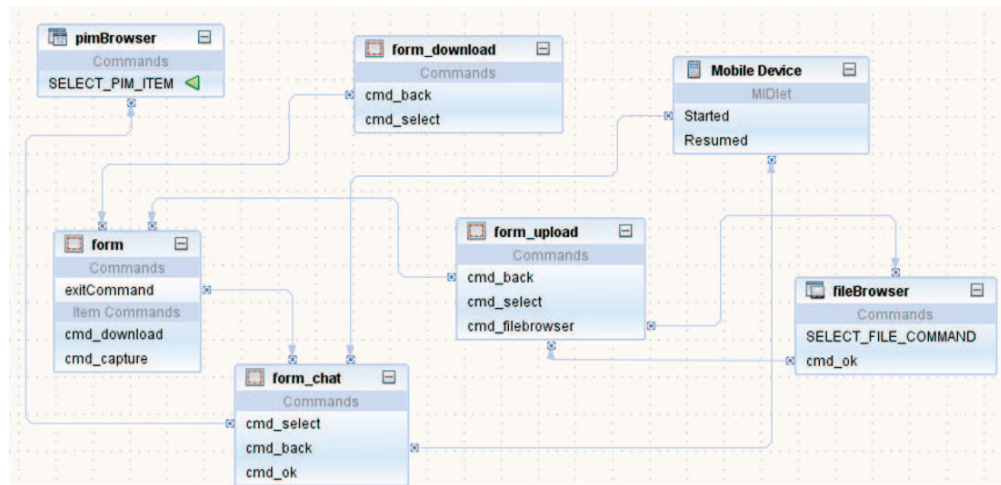 pimBrowser
Commands
SELECT_PIM_ITEM
form_download
Commands
cmd_back
cmd_select
Mobile Device
MIDlet
Started
Resumed
form
Commands
exitCommand
Item Commands
cmd_download
cmd_capture
form_upload
Commands
cmd_back
cmd_select
cmd_filebrowser
fileBrowser
Commands
SELECT_FILE_COMMAND
cmd_ok
form_chat
Commands
cmd_select
cmd_back
cmd_ok